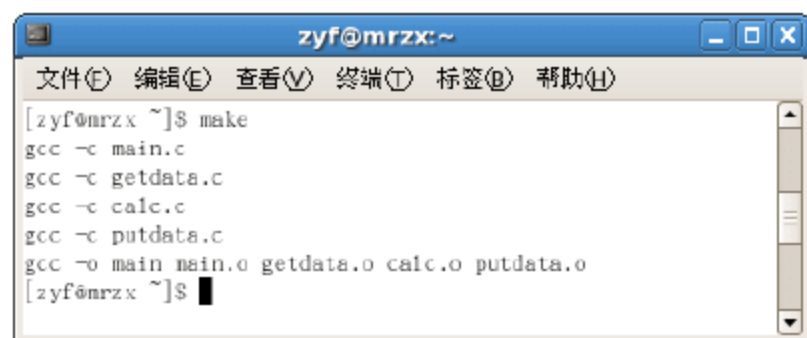 zyf@mrzx:~
文件(F) 编辑(E) 查看(V) 终端(T) 标签(B) 帮助(H)
[zyf@mrzx ~]$ make
gcc -c main.c
gcc -c getdata.c
gcc -c calc.c
gcc -c putdata.c
gcc -o main main.o getdata.o calc.o putdata.o
[zyf@mrzx ~]$